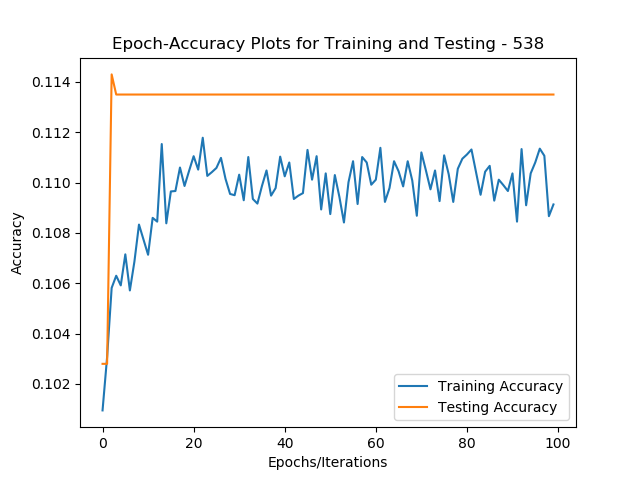 Epoch-Accuracy Plots for Training and Testing - 538
0.114
0.112
0.110
0.108
0.106
0.104
0.102
Accuracy
0
20
40
60
80
100
Epochs/Iterations
Training Accuracy
Testing Accuracy